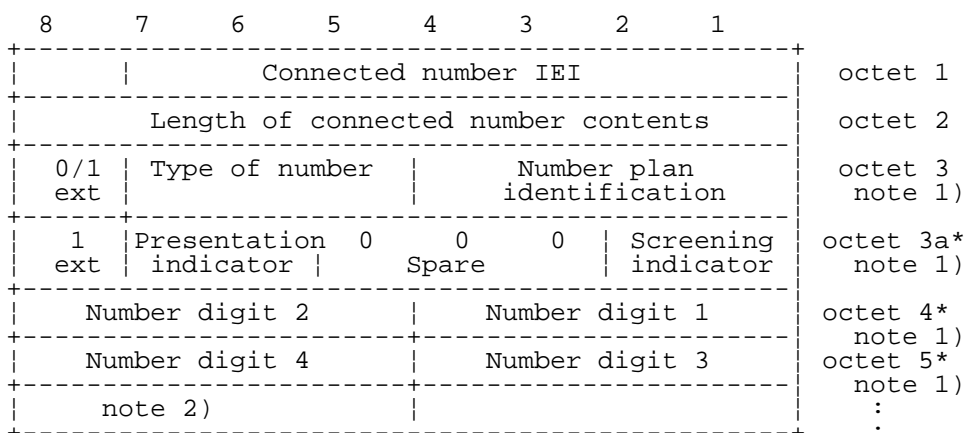 8 7 6 5 4 3 2 1
Connected number IEI octet 1
Length of connected number contents octet 2
0/1 Type of number Number plan octet 3
ext identification note 1)
1 Presentation 0 0 0 Screening octet 3a*
ext indicator Spare indicator note 1)
Number digit 2 Number digit 1 octet 4*
note 1)
Number digit 4 Number digit 3 octet 5*
note 1)
note 2) :
: